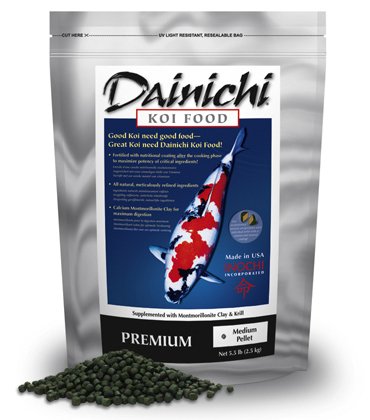 CUT HERE
UV LIGHT RESISTANT, RESEALABLE BAG
Dainichi
KOI FOOD
Good Koi need good food—
Great Koi need Dainichi Koi Food!
• Fortified with nutritional coating after the cooking phase
to maximize potency of critical ingredients!
• All natural, meticulously refined ingredients
• Calcium Montmorillonite Clay for
maximum digestion
Made in USA
INOCHI
INCORPORATED
Supplemented with Montmorillonite Clay & Krill
PREMIUM
Medium
Pellet
Net 5.5 lb (2.5 kg)